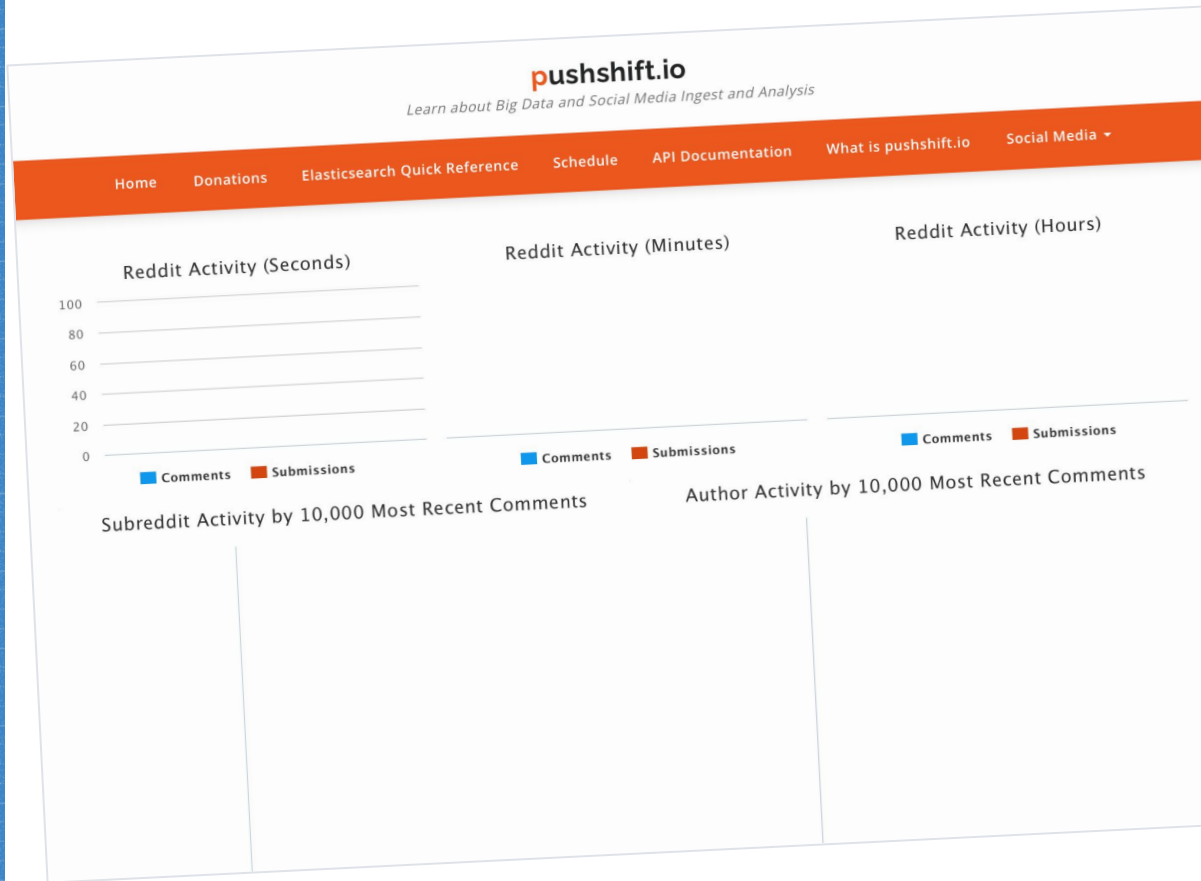 pushshift.io
Learn about Big Data and Social Media Ingest and Analysis
Home Donations Elasticsearch Quick Reference Schedule API Documentation What is pushshift.io Social Media
Reddit Activity (Seconds)
100
80
60
40
20
0
Comments Submissions
Reddit Activity (Minutes)
Comments Submissions
Reddit Activity (Hours)
Comments Submissions
Subreddit Activity by 10,000 Most Recent Comments
Author Activity by 10,000 Most Recent Comments